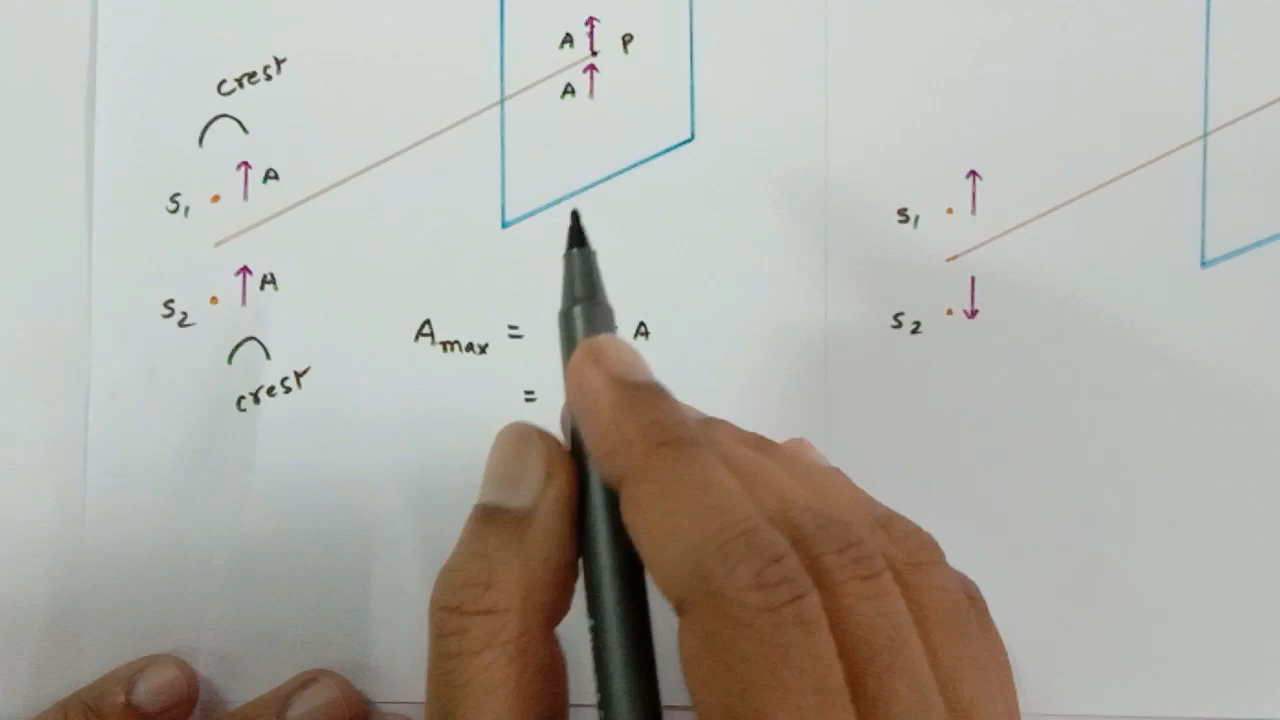 crest
A
S₁
A
S₂
crest
A P
A
Aₘₐₓ = A
=
S₁
S₂